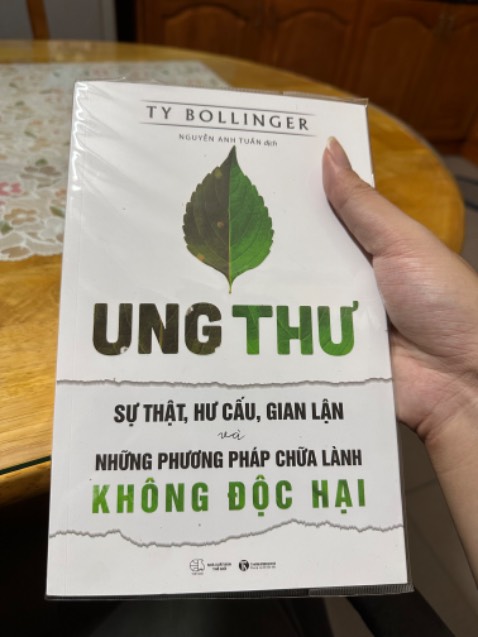 TY BOLLINGER
NGUYỄN ANH TUẤN dịch
UNG THƯ
SỰ THẬT, HƯ CẤU, GIAN LẬN
và
NHỮNG PHƯƠNG PHÁP CHỮA LÀNH
KHÔNG ĐỘC HẠI